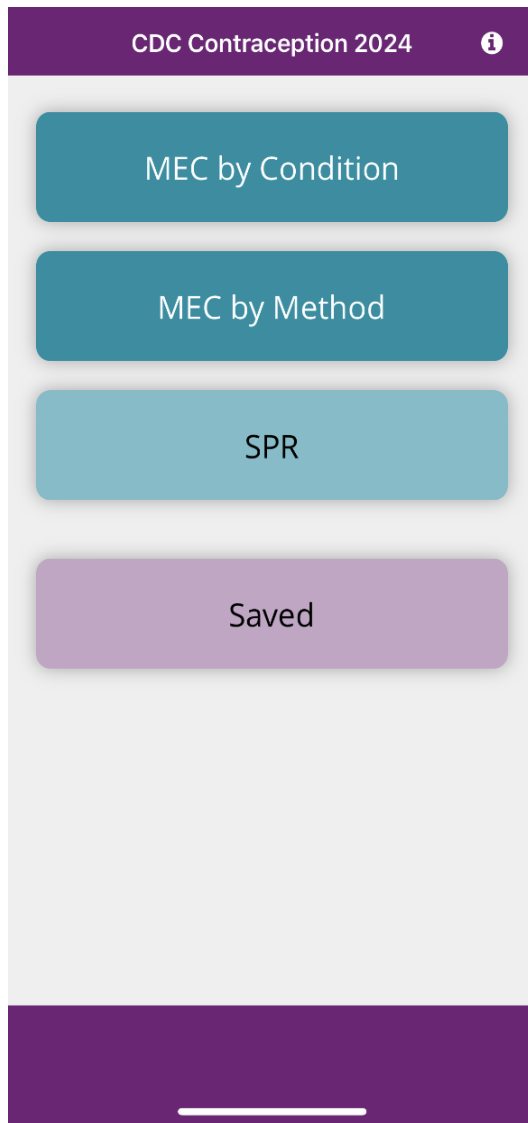 CDC Contraception 2024
MEC by Condition
MEC by Method
SPR
Saved